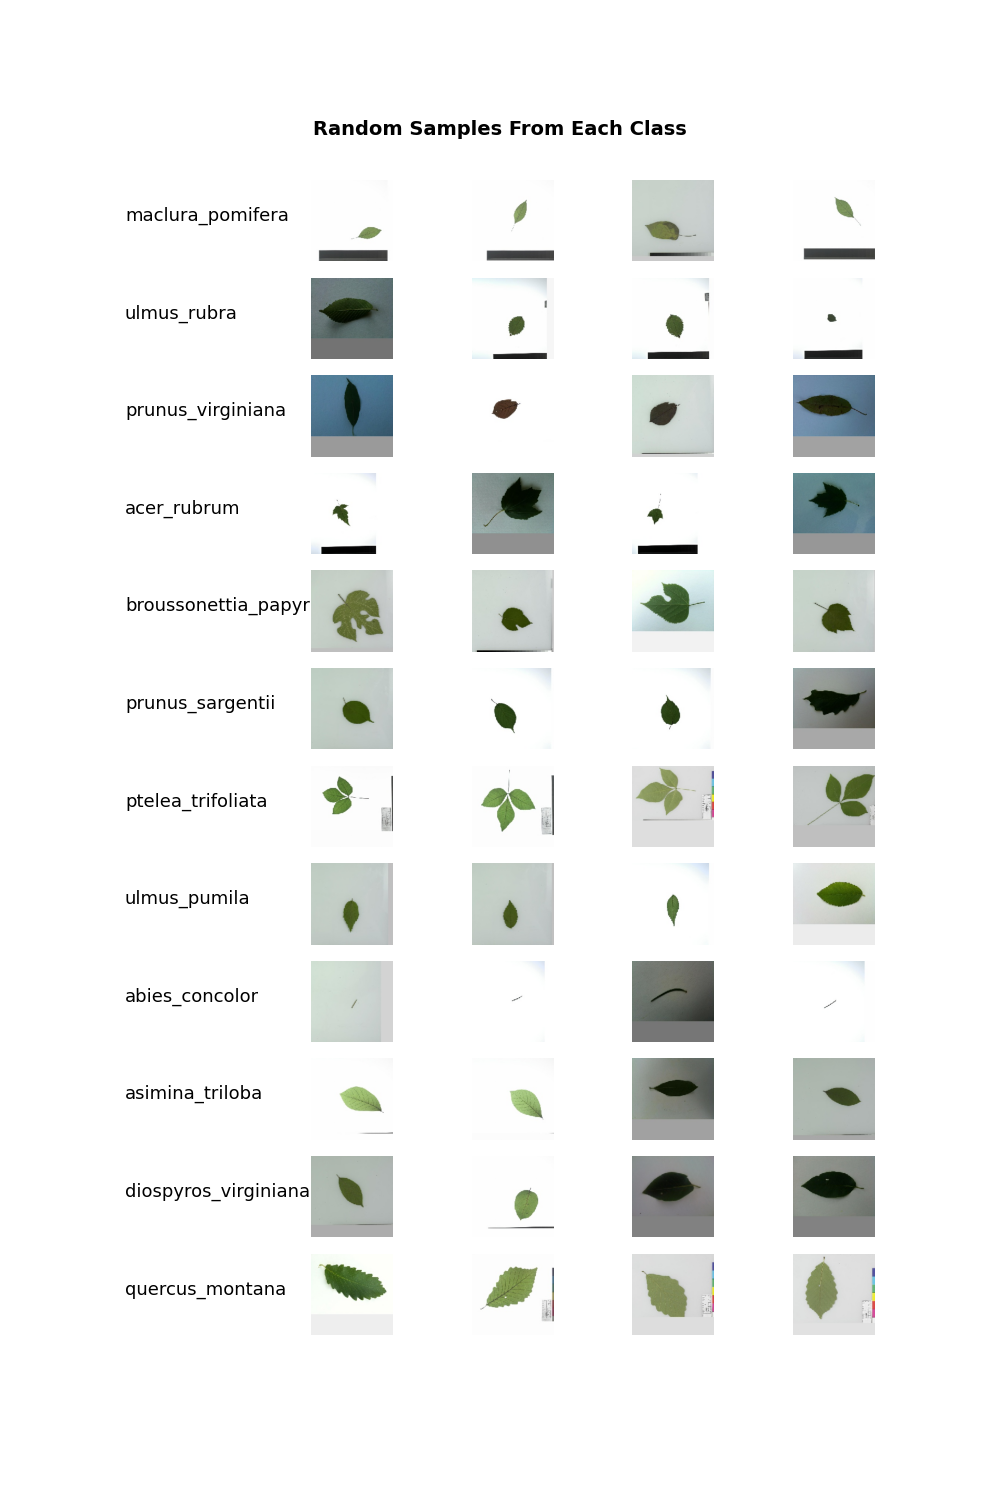 Random Samples From Each Class
maclura_pomifera
ulmus_rubra
prunus_virginiana
acer_rubrum
broussonettia_papyr
prunus_sargentii
ptelea_trifoliata
ulmus_pumila
abies_concolor
asimina_triloba
diospyros_virginiana
quercus_montana